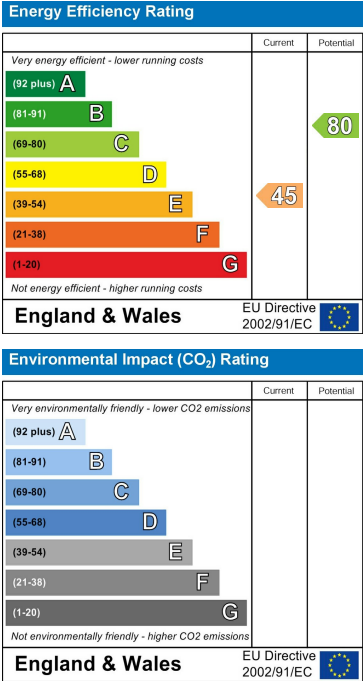 Energy Efficiency Rating
Current Potential
Very energy efficient - lower running costs
(92 plus) A
(81-91) B
(69-80) C
(55-68) D
(39-54) E
(21-38) F
(1-20) G
45
80
Not energy efficient - higher running costs
England & Wales
EU Directive
2002/91/EC
Environmental Impact (CO₂) Rating
Current Potential
Very environmentally friendly - lower CO2 emissions
(92 plus) A
(81-91) B
(69-80) C
(55-68) D
(39-54) E
(21-38) F
(1-20) G
Not environmentally friendly - higher CO2 emissions
England & Wales
EU Directive
2002/91/EC